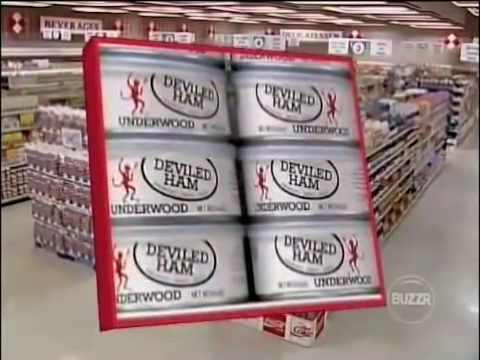 BEVERAGES
DELICATESSEN
DEVILED
HAM
UNDERWOOD
DEVILED
HAM
UNDERWOOD
DEVILED
HAM
UNDERWOOD
DEVILED
HAM
UNDERWOOD
DEVILED
HAM
UNDERWOOD
DEVILED
HAM
UNDERWOOD
BUZZR